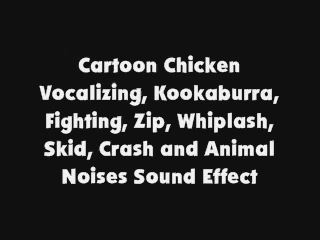 Cartoon Chicken
Vocalizing, Kookaburra,
Fighting, Zip, Whiplash,
Skid, Crash and Animal
Noises Sound Effect